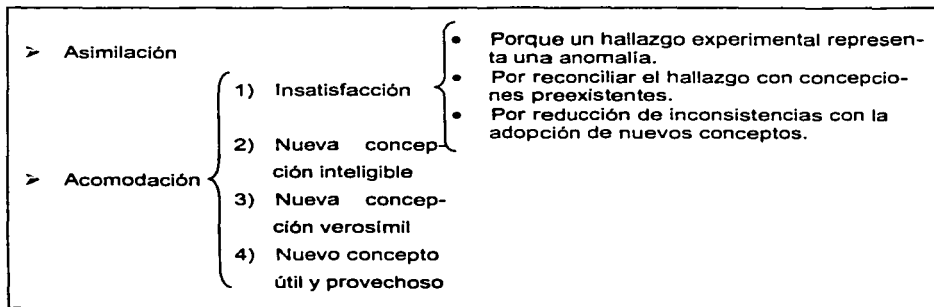 ➢ Asimilación
➢ Acomodación
1) Insatisfacción
2) Nueva concep-
ción inteligible
3) Nueva concep-
ción verosímil
4) Nuevo concepto
útil y provechoso
• Porque un hallazgo experimental represen-
ta una anomalía.
• Por reconciliar el hallazgo con concepcio-
nes preexistentes.
• Por reducción de inconsistencias con la
adopción de nuevos conceptos.